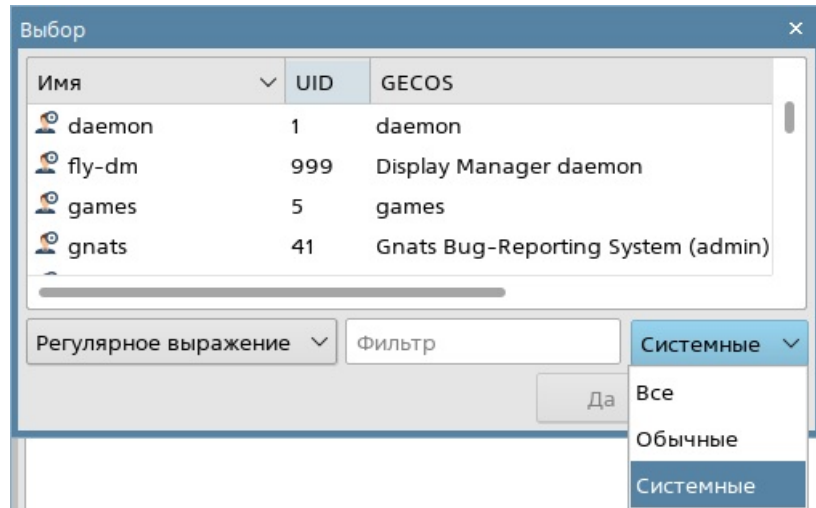 Выбор
Имя UID GECOS
daemon 1 daemon
fly-dm 999 Display Manager daemon
games 5 games
gnats 41 Gnats Bug-Reporting System (admin)
Регулярное выражение Фильтр Системные
Да Все
Обычные
Системные